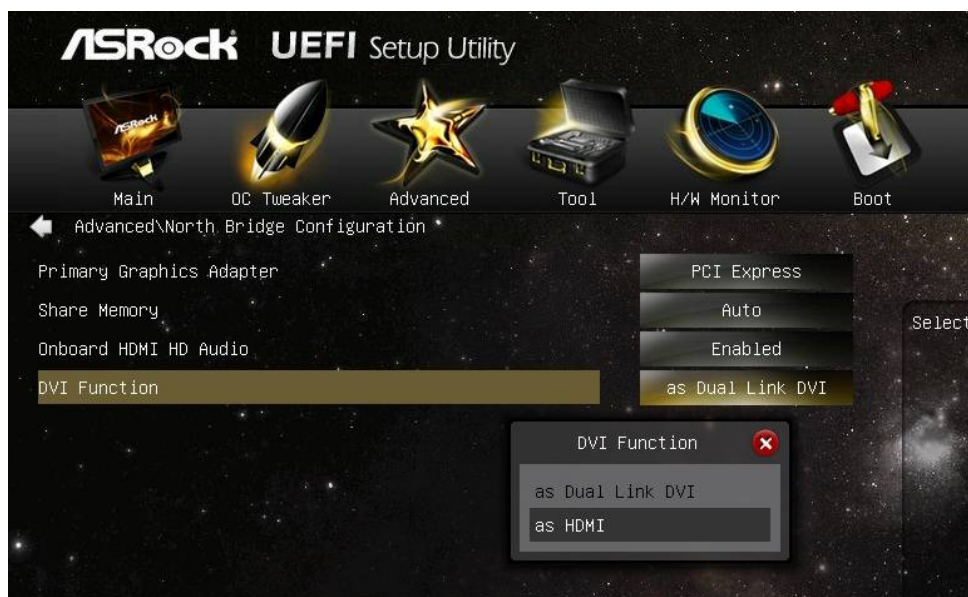 ASRock UEFI Setup Utility
ASRock
Main OC Tweaker Advanced Tool H/W Monitor Boot
Advanced\North Bridge Configuration
Primary Graphics Adapter PCI Express
Share Memory Auto
Select
Onboard HDMI HD Audio Enabled
DVI Function as Dual Link DVI
DVI Function
as Dual Link DVI
as HDMI